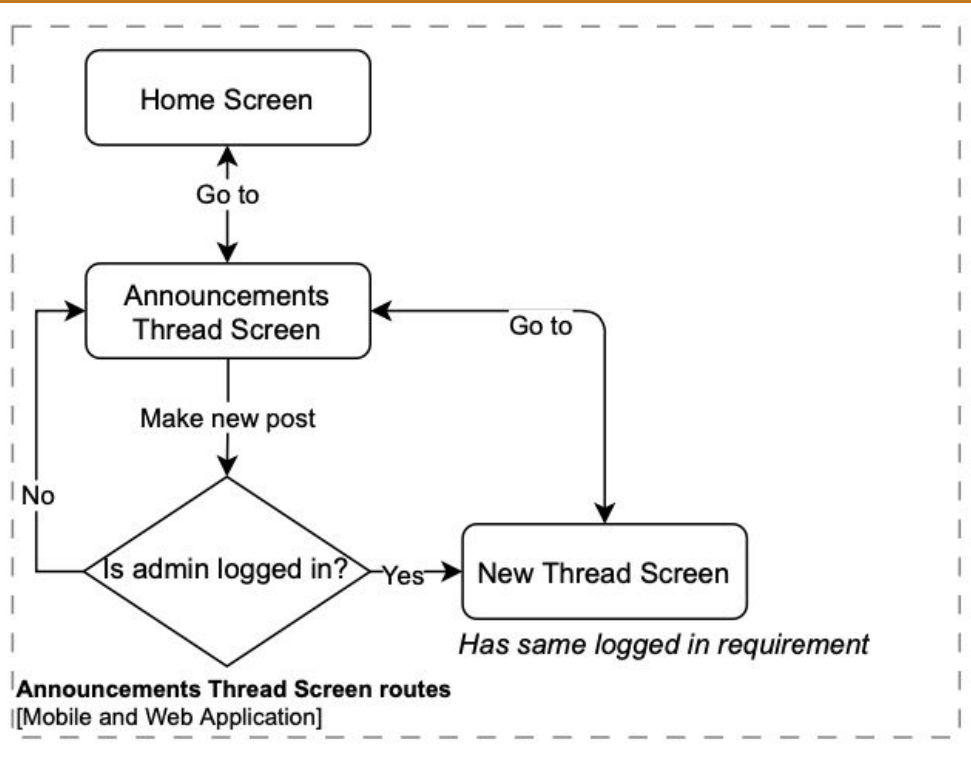 Home Screen
Go to
Announcements
Thread Screen
Go to
Make new post
No
Is admin logged in?
Yes
New Thread Screen
Has same logged in requirement
Announcements Thread Screen routes
[Mobile and Web Application]